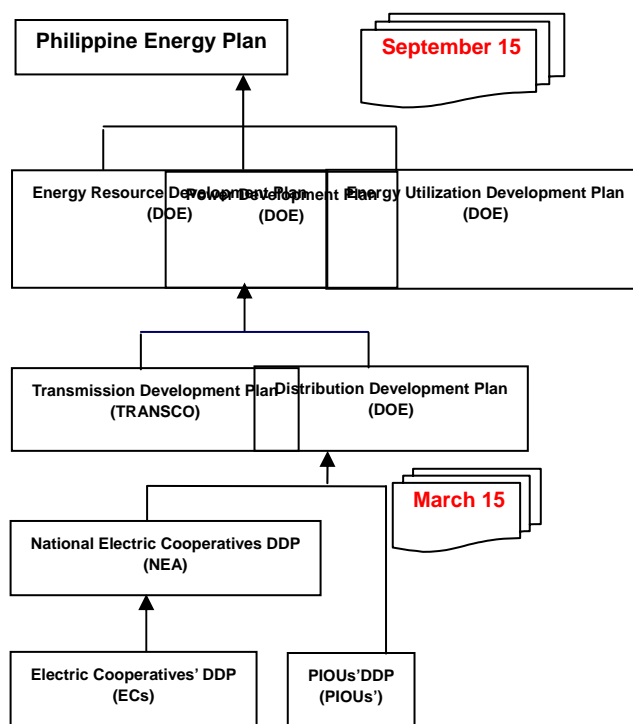 Philippine Energy Plan
September 15
Energy Resource Development Plan
(DOE)
Power Development Plan
(DOE)
Energy Utilization Development Plan
(DOE)
Transmission Development Plan
(TRANSCO)
Distribution Development Plan
(DOE)
March 15
National Electric Cooperatives DDP
(NEA)
Electric Cooperatives’ DDP
(ECs)
PIOUs’DDP
(PIOUs’)